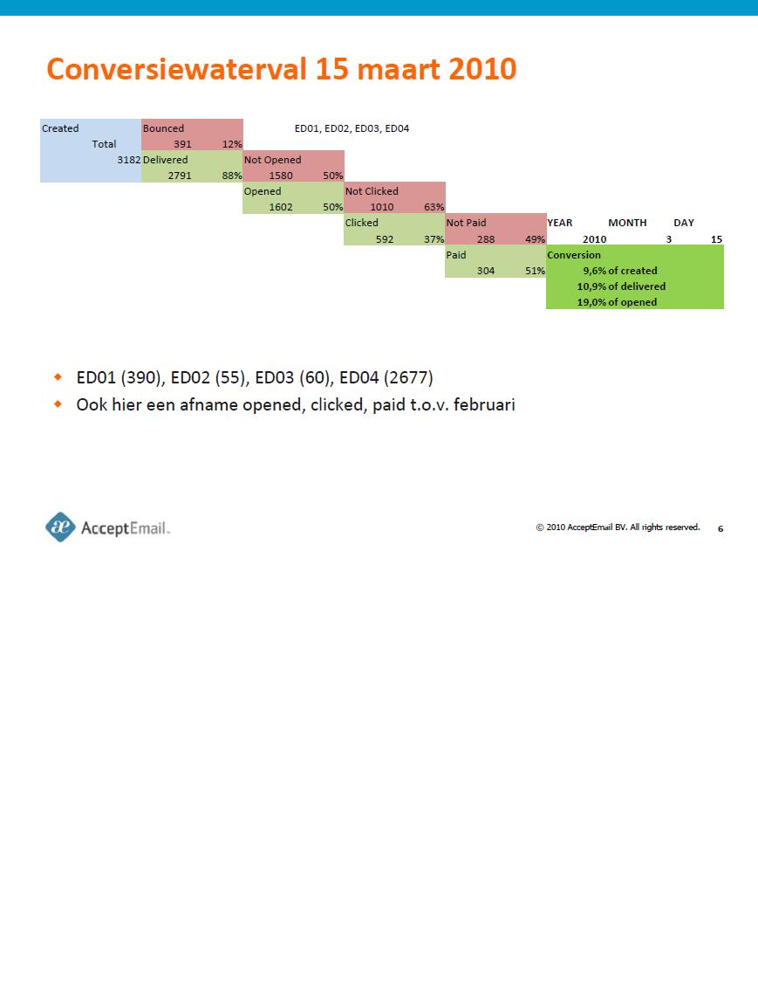 Conversiewaterval 15 maart 2010
Created Bounced ED01, ED02, ED03, ED04
Total 391 12%
3182 Delivered Not Opened
2791 88% 1580 50%
Opened Not Clicked
1602 50% 1010 63%
Clicked Not Paid YEAR MONTH DAY
592 37% 288 49% 2010 3 15
Paid Conversion
304 51% 9,6% of created
10,9% of delivered
19,0% of opened
ED01 (390), ED02 (55), ED03 (60), ED04 (2677)
Ook hier een afname opened, clicked, paid t.o.v. februari
æ AcceptEmail™ © 2010 AcceptEmail BV. All rights reserved. 6